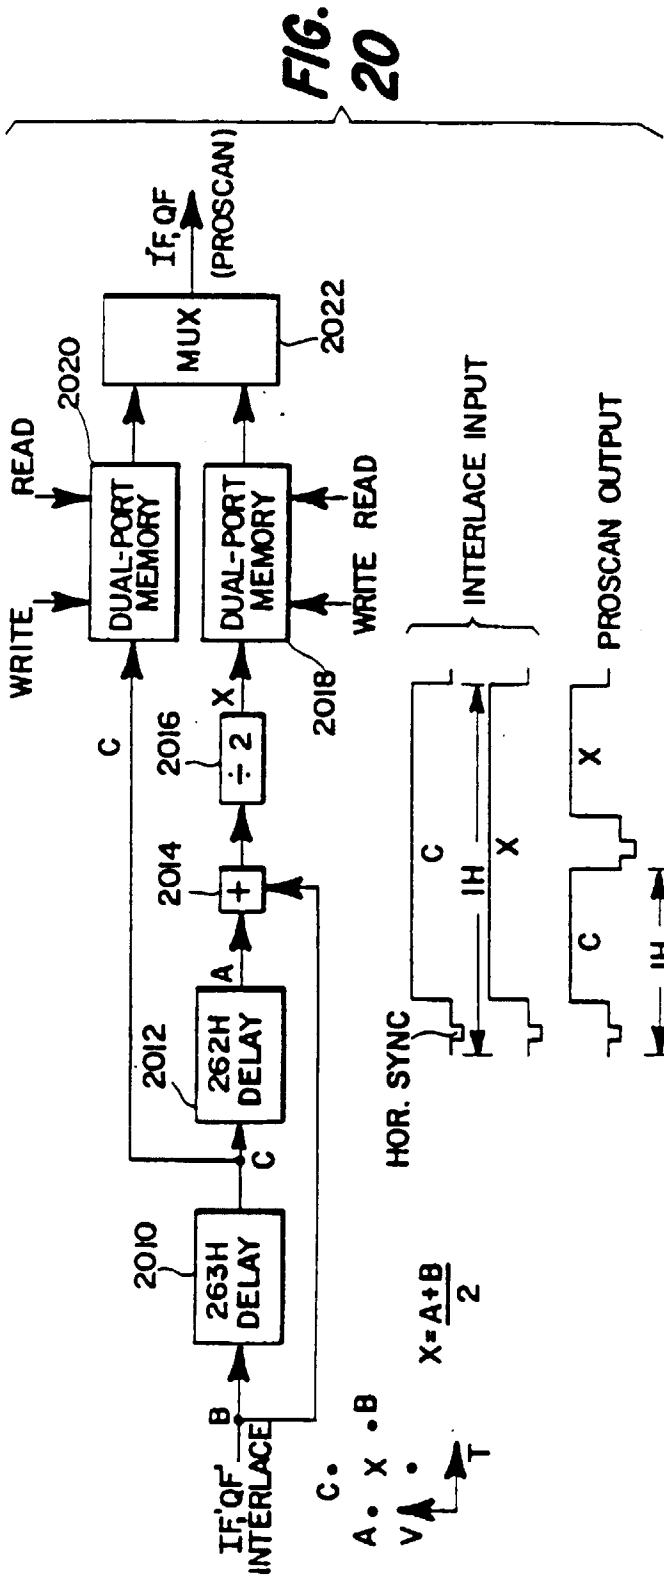 FIG.
20
IF,'QF'
INTERLACE
B
2010
263H
DELAY
C
2012
262H
DELAY
A
2014
+
2016
÷ 2
X
C
WRITE
READ
2020
DUAL-PORT
MEMORY
DUAL-PORT
MEMORY
2018
WRITE
READ
MUX
2022
I'F,QF
(PROSCAN)
C
A
X
B
V
T
X=A+B
2
HOR. SYNC
C
1H
X
INTERLACE INPUT
C
X
1H
PROSCAN OUTPUT